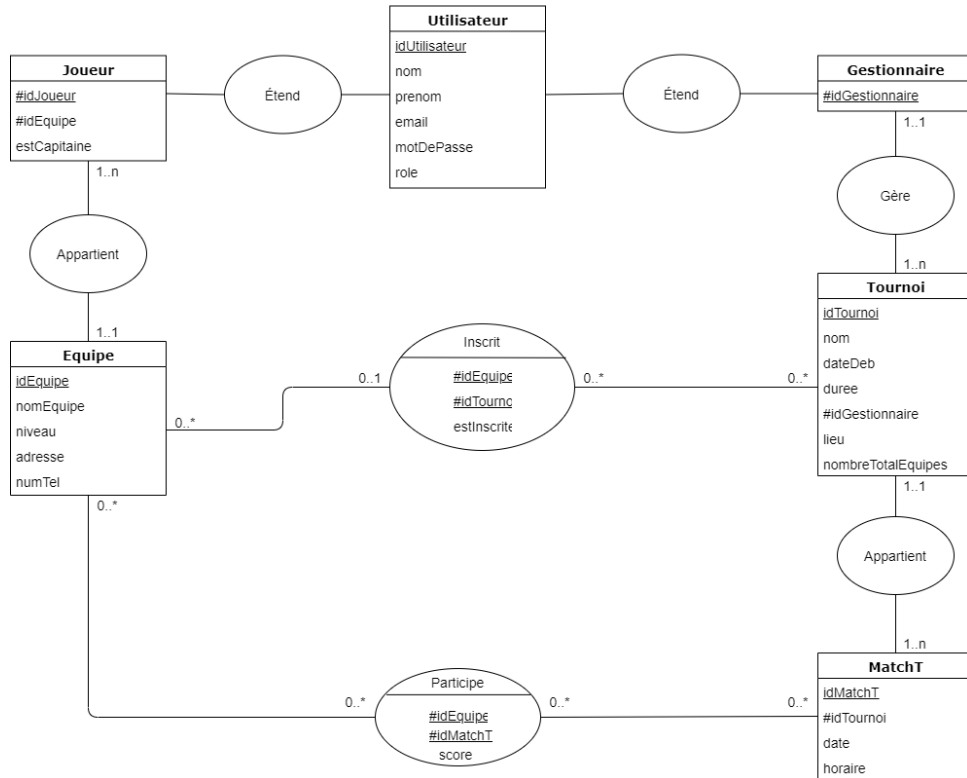 Utilisateur
idUtilisateur
nom
prenom
email
motDePasse
role
Joueur
#idJoueur
#idEquipe
estCapitaine
Étend
Étend
Gestionnaire
#idGestionnaire
1..n
1..1
Appartient
Gère
1..1
1..n
Equipe
idEquipe
nomEquipe
niveau
adresse
numTel
Inscrit
#idEquipe
#idTourno
estInscrite
0..*
0..1
0..*
0..*
Tournoi
idTournoi
nom
dateDeb
duree
#idGestionnaire
lieu
nombreTotalEquipes
0..*
1..1
Appartient
1..n
Participe
#idEquipe
#idMatchT
score
0..*
0..*
0..*
MatchT
idMatchT
#idTournoi
date
horaire